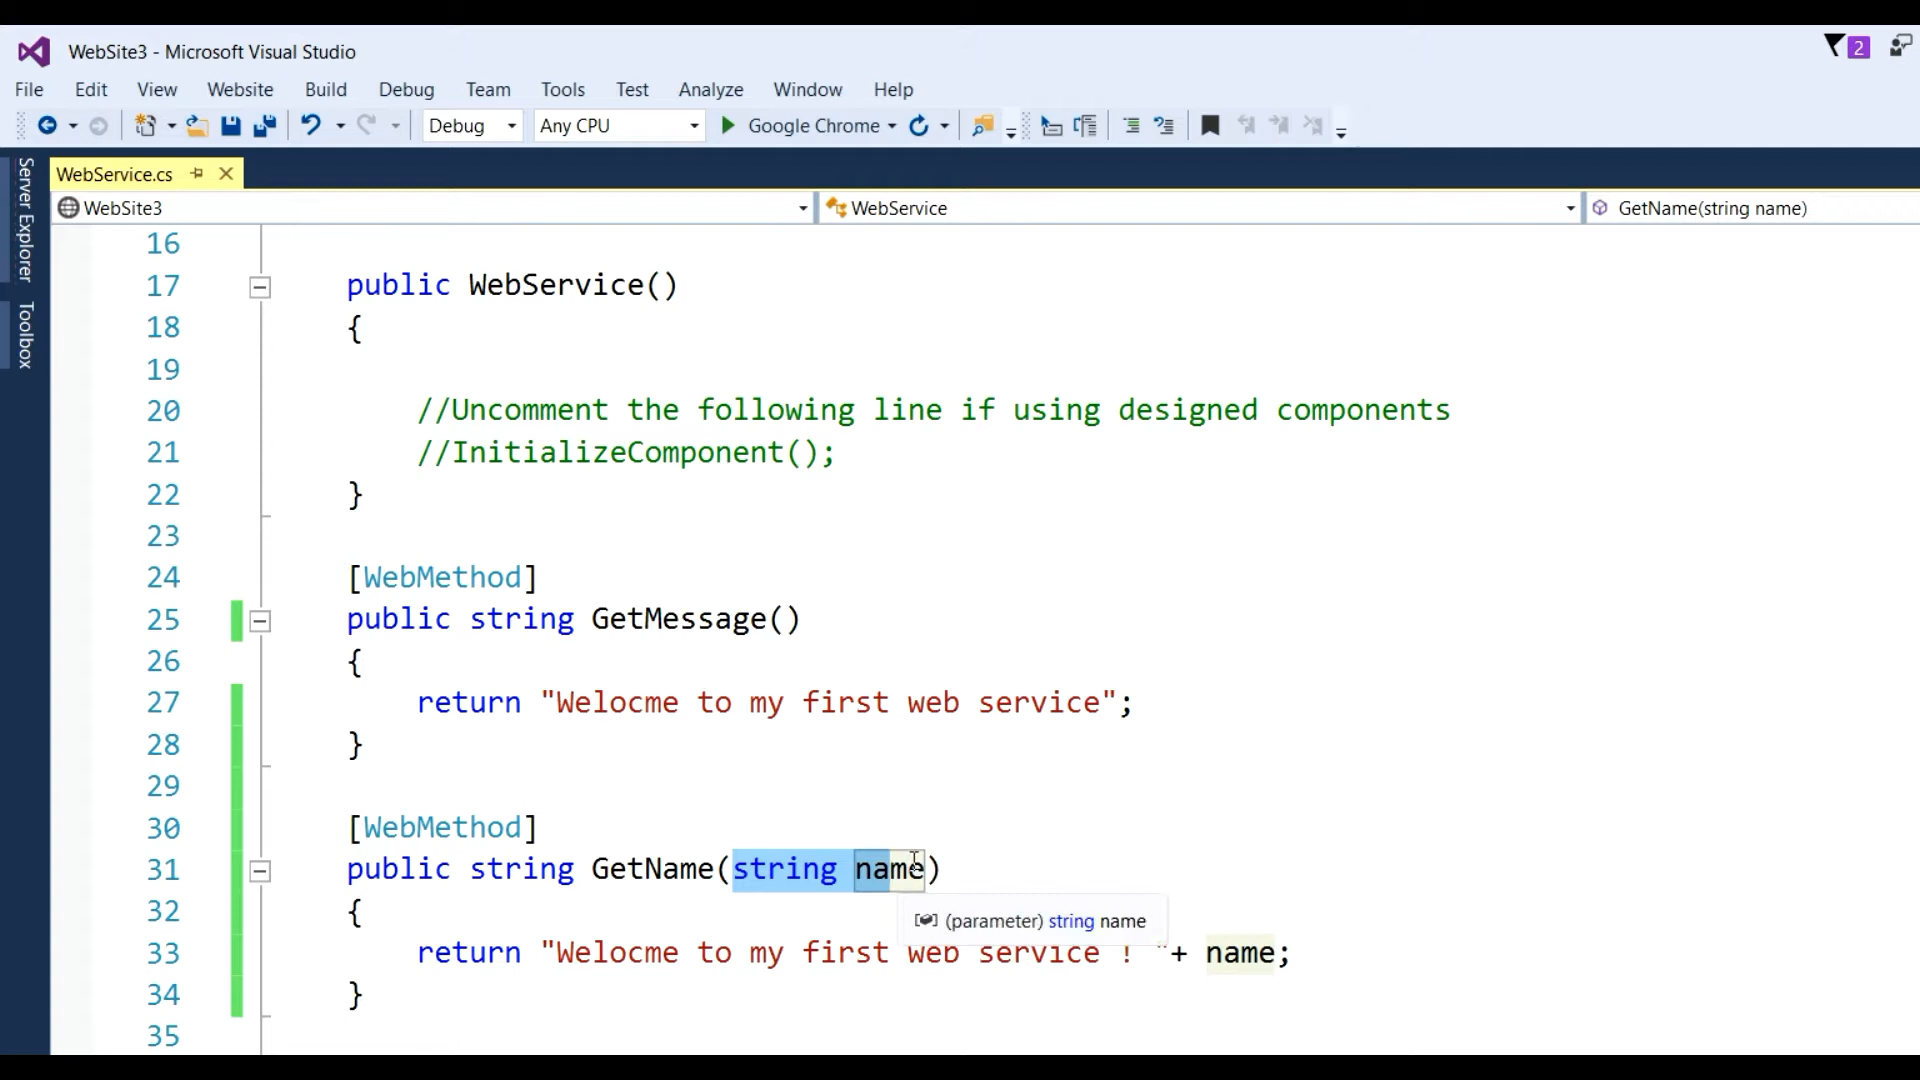 WebSite3 - Microsoft Visual Studio
2
File Edit View Website Build Debug Team Tools Test Analyze Window Help
Debug Any CPU Google Chrome
Server Explorer
Toolbox
WebService.cs
WebSite3 WebService GetName(string name)
16
17 public WebService()
18 {
19
20 //Uncomment the following line if using designed components
21 //InitializeComponent();
22 }
23
24 [WebMethod]
25 public string GetMessage()
26 {
27 return "Welocme to my first web service";
28 }
29
30 [WebMethod]
31 public string GetName(string name)
32 {
(parameter) string name
33 return "Welocme to my first web service ! "+ name;
34 }
35